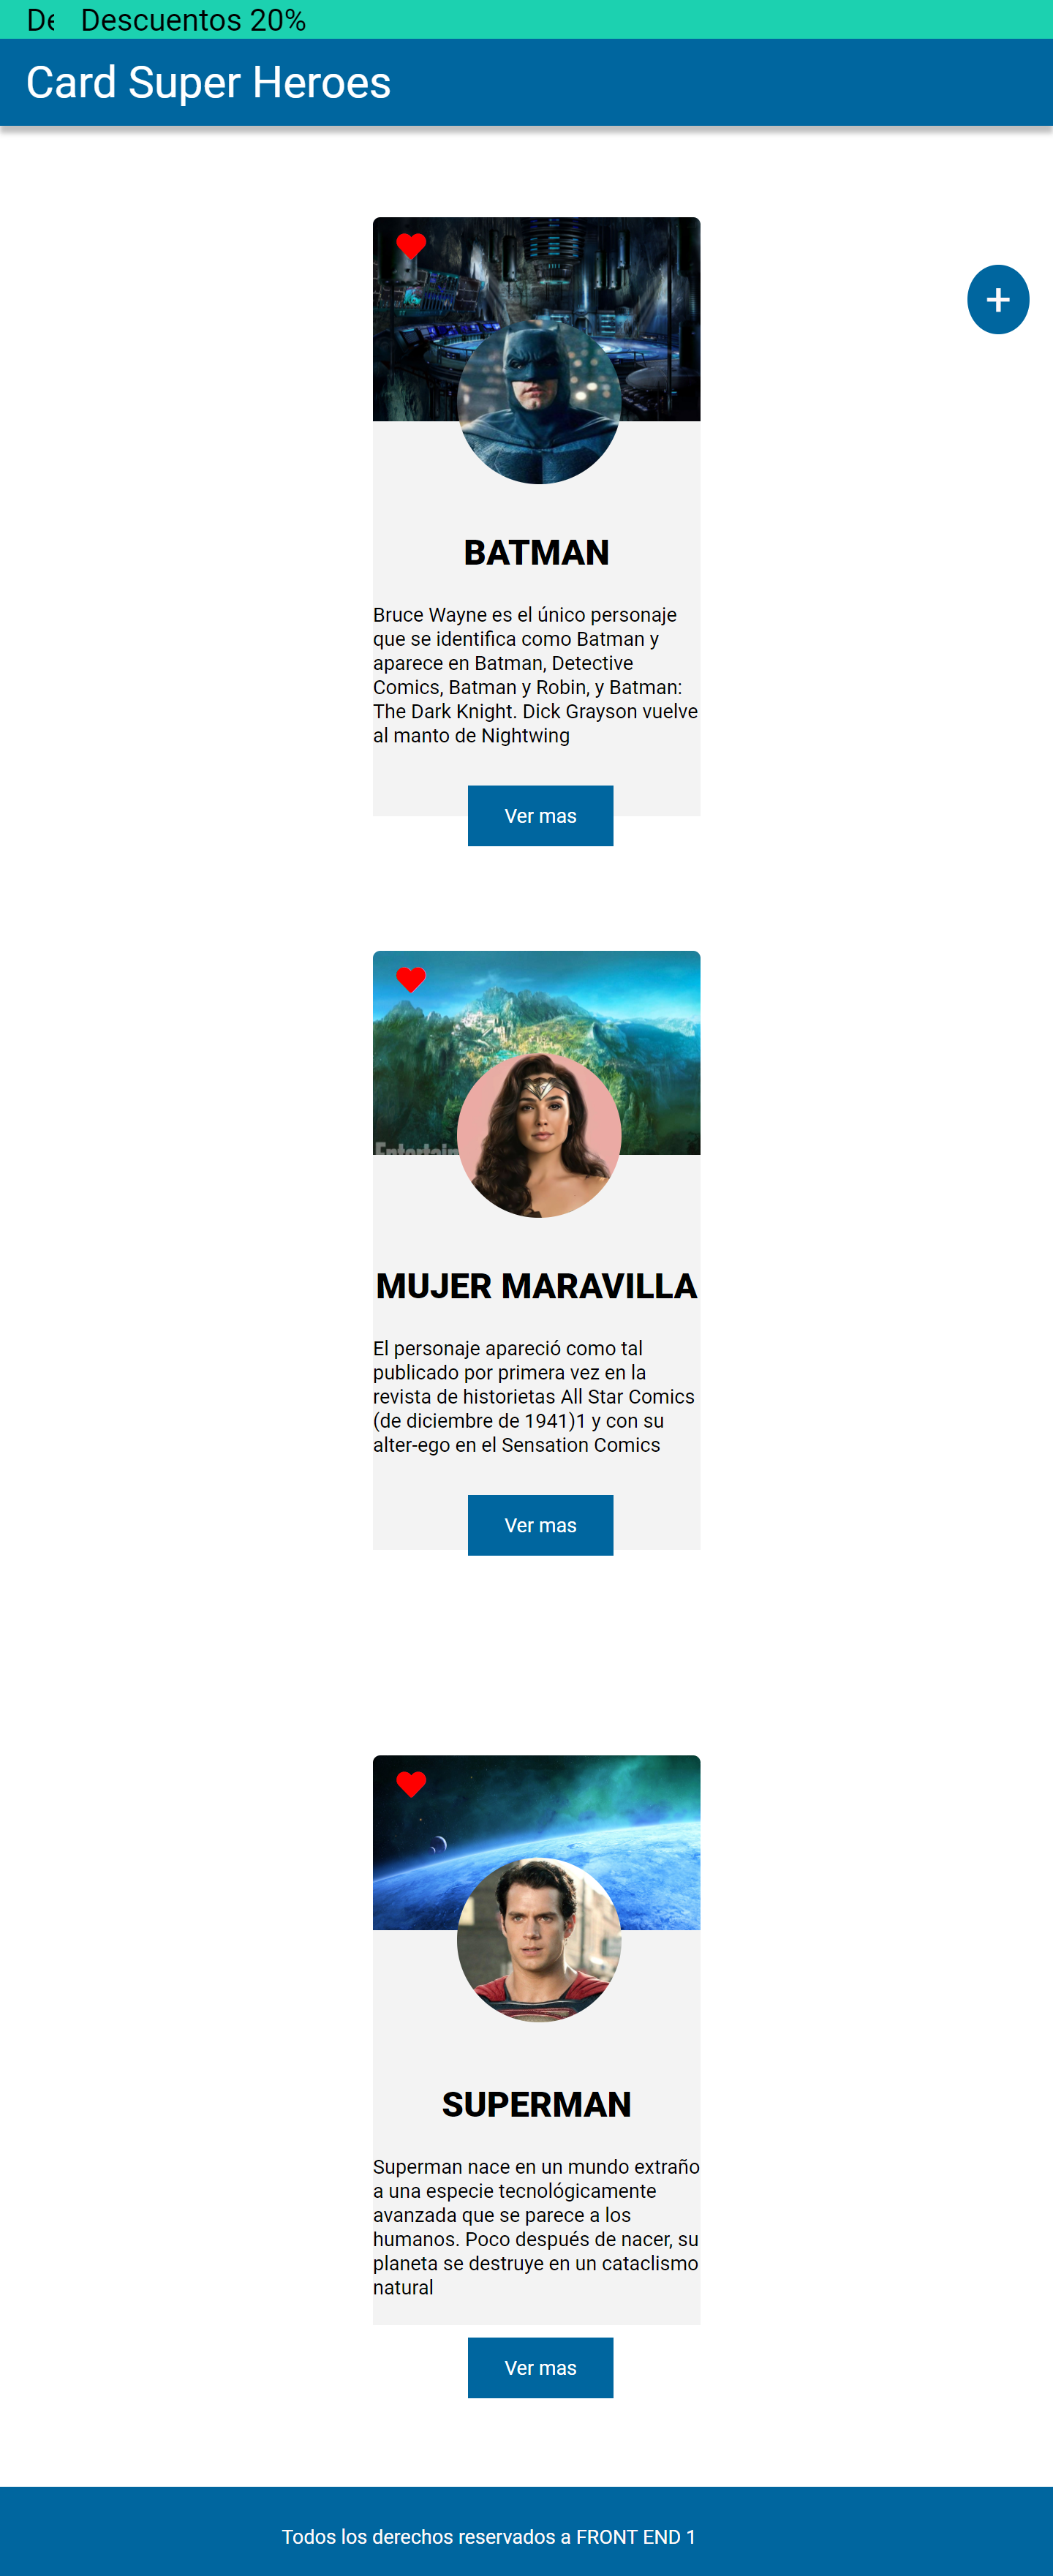 Descuentos 20%
Card Super Heroes
+
BATMAN
Bruce Wayne es el único personaje
que se identifica como Batman y
aparece en Batman, Detective
Comics, Batman y Robin, y Batman:
The Dark Knight. Dick Grayson vuelve
al manto de Nightwing
Ver mas
MUJER MARAVILLA
El personaje apareció como tal
publicado por primera vez en la
revista de historietas All Star Comics
(de diciembre de 1941)1 y con su
alter-ego en el Sensation Comics
Ver mas
SUPERMAN
Superman nace en un mundo extraño
a una especie tecnológicamente
avanzada que se parece a los
humanos. Poco después de nacer, su
planeta se destruye en un cataclismo
natural
Ver mas
Todos los derechos reservados a FRONT END 1